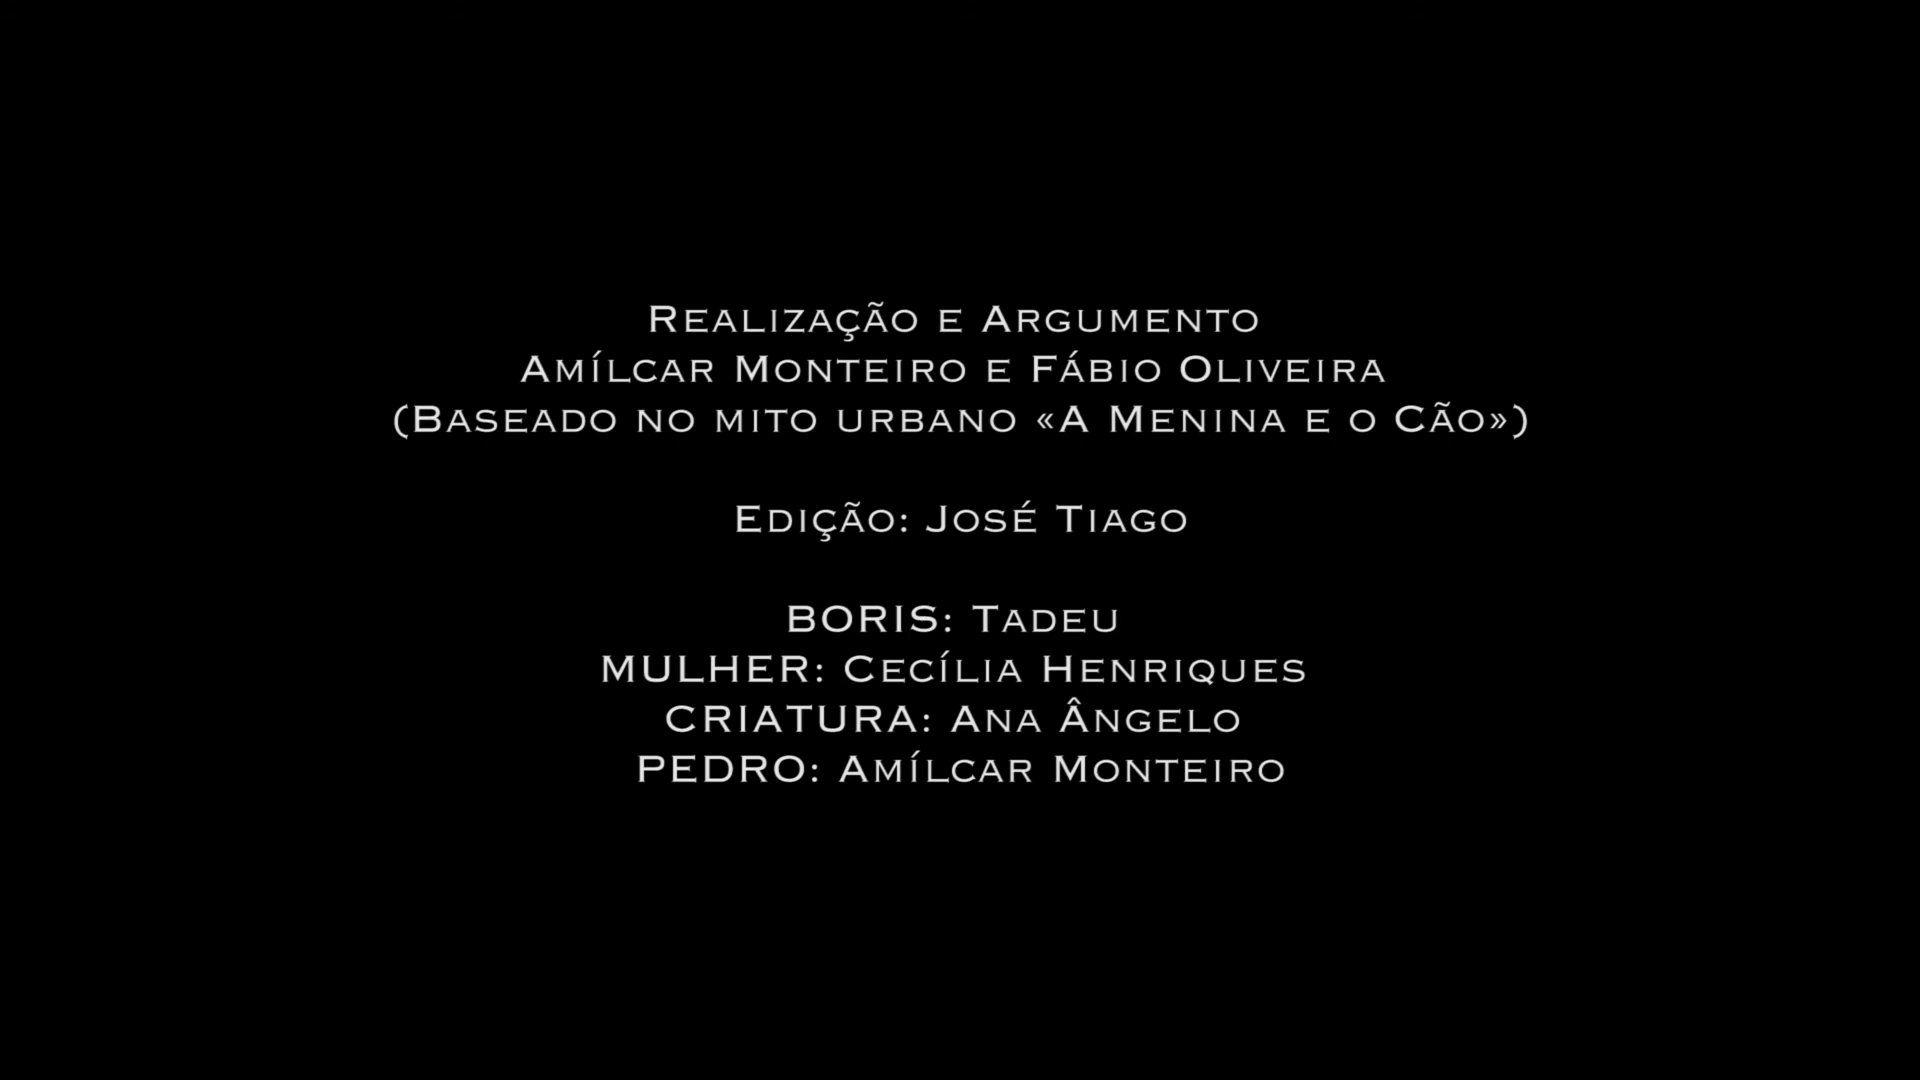 Realização e Argumento
Amílcar Monteiro e Fábio Oliveira
(Baseado no mito urbano «A Menina e o Cão»)
Edição: José Tiago
BORIS: Tadeu
MULHER: Cecília Henriques
CRIATURA: Ana Ângelo
PEDRO: Amílcar Monteiro